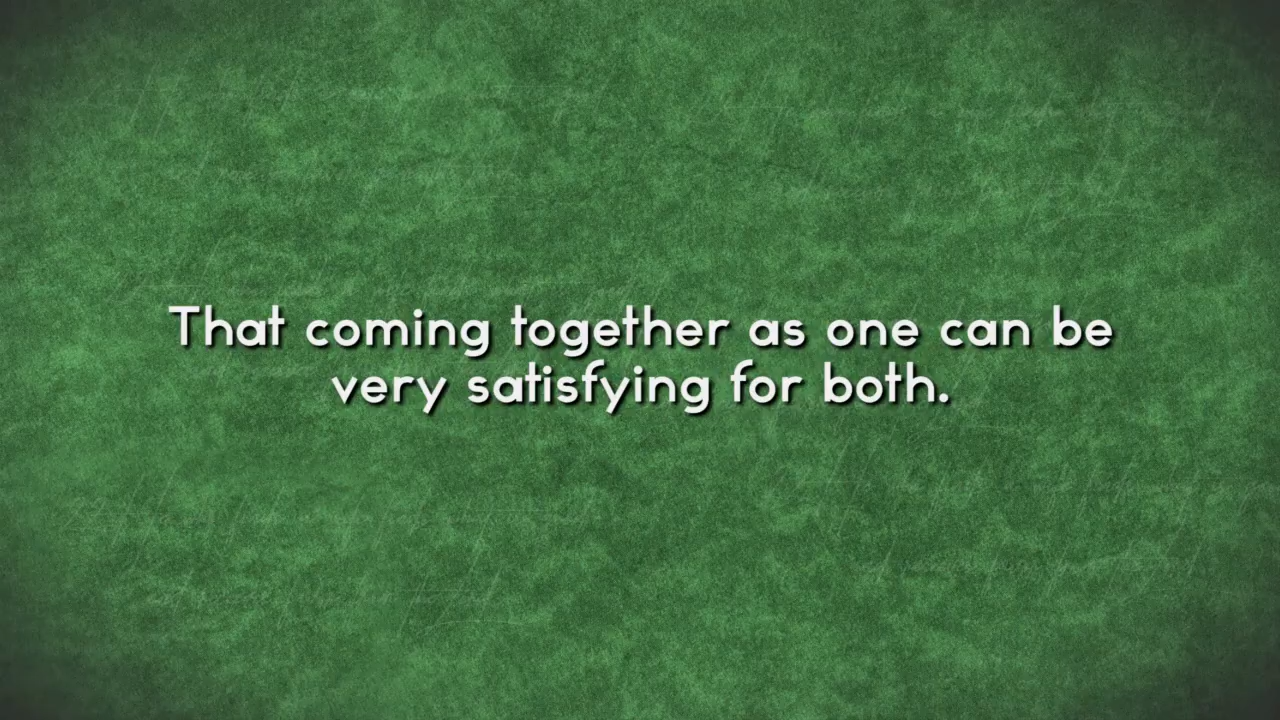 That coming together as one can be
very satisfying for both.